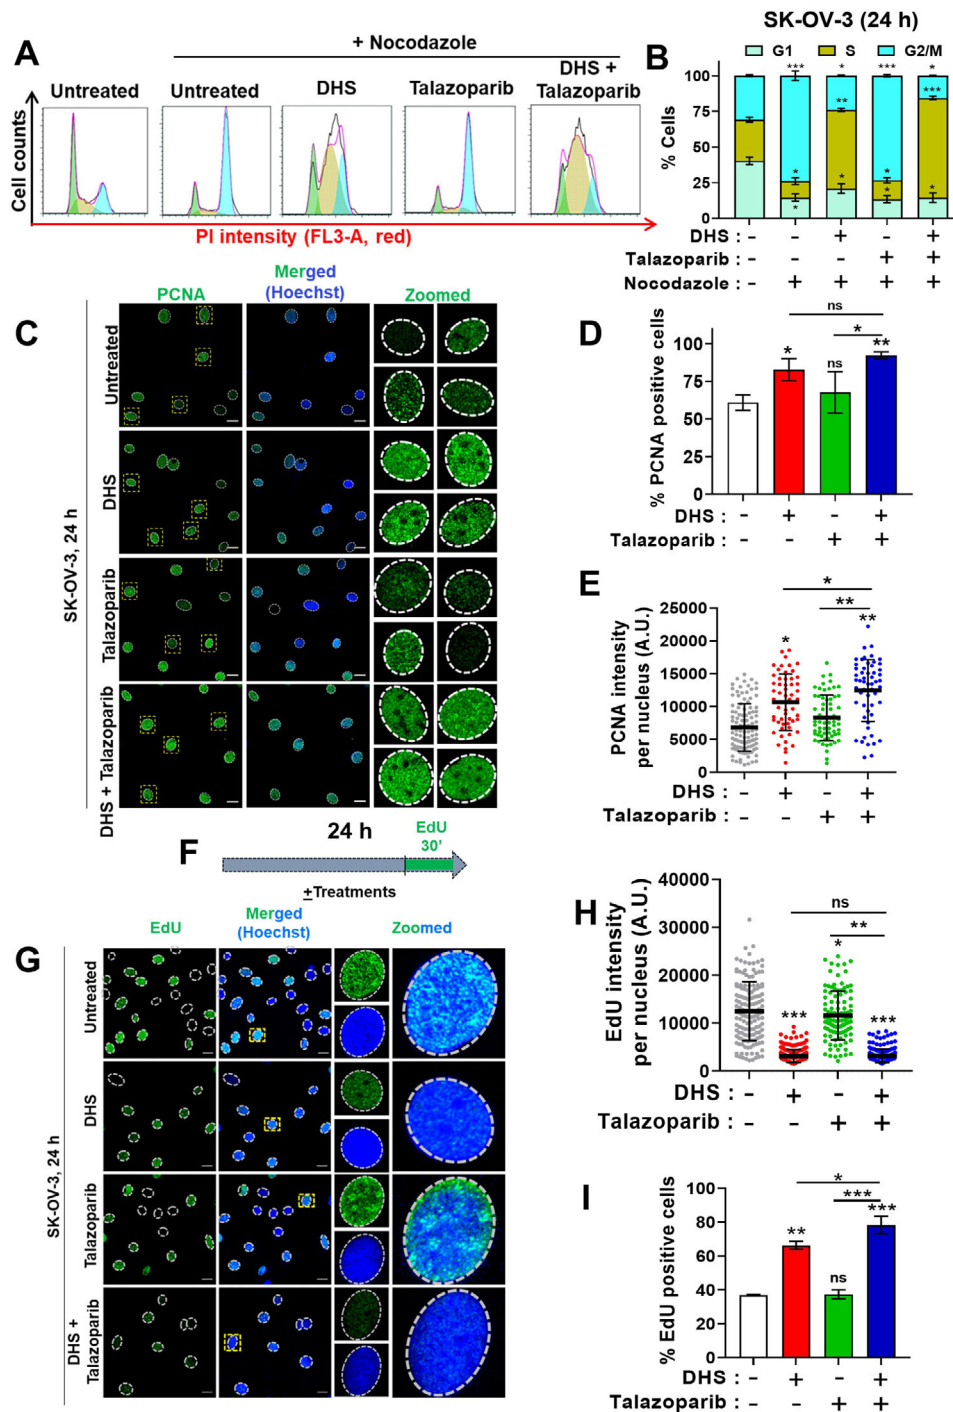 A
+ Nocodazole
Untreated
Untreated
DHS
Talazoparib
DHS +
Talazoparib
Cell counts
PI intensity (FL3-A, red)
B
SK-OV-3 (24 h)
G1
S
G2/M
% Cells
100
75
50
25
0
***
*
***
*
**
***
*
*
*
*
*
*
DHS : - - + - +
Talazoparib : - - - + +
Nocodazole : - + + + +
C
PCNA
Merged
(Hoechst)
Zoomed
SK-OV-3, 24 h
Untreated
DHS
Talazoparib
DHS + Talazoparib
D
% PCNA positive cells
100
75
50
25
0
ns
*
*
ns
**
DHS : - + - +
Talazoparib : - - + +
E
PCNA intensity
per nucleus (A.U.)
25000
20000
15000
10000
5000
0
*
**
*
**
DHS : - + - +
Talazoparib : - - + +
F
24 h
EdU
30'
±Treatments
G
EdU
Merged
(Hoechst)
Zoomed
SK-OV-3, 24 h
Untreated
DHS
Talazoparib
DHS +
Talazoparib
H
EdU intensity
per nucleus (A.U.)
40000
30000
20000
10000
0
ns
**
***
*
***
DHS : - + - +
Talazoparib : - - + +
I
% EdU positive cells
100
80
60
40
20
0
*
***
**
ns
***
DHS : - + - +
Talazoparib : - - + +